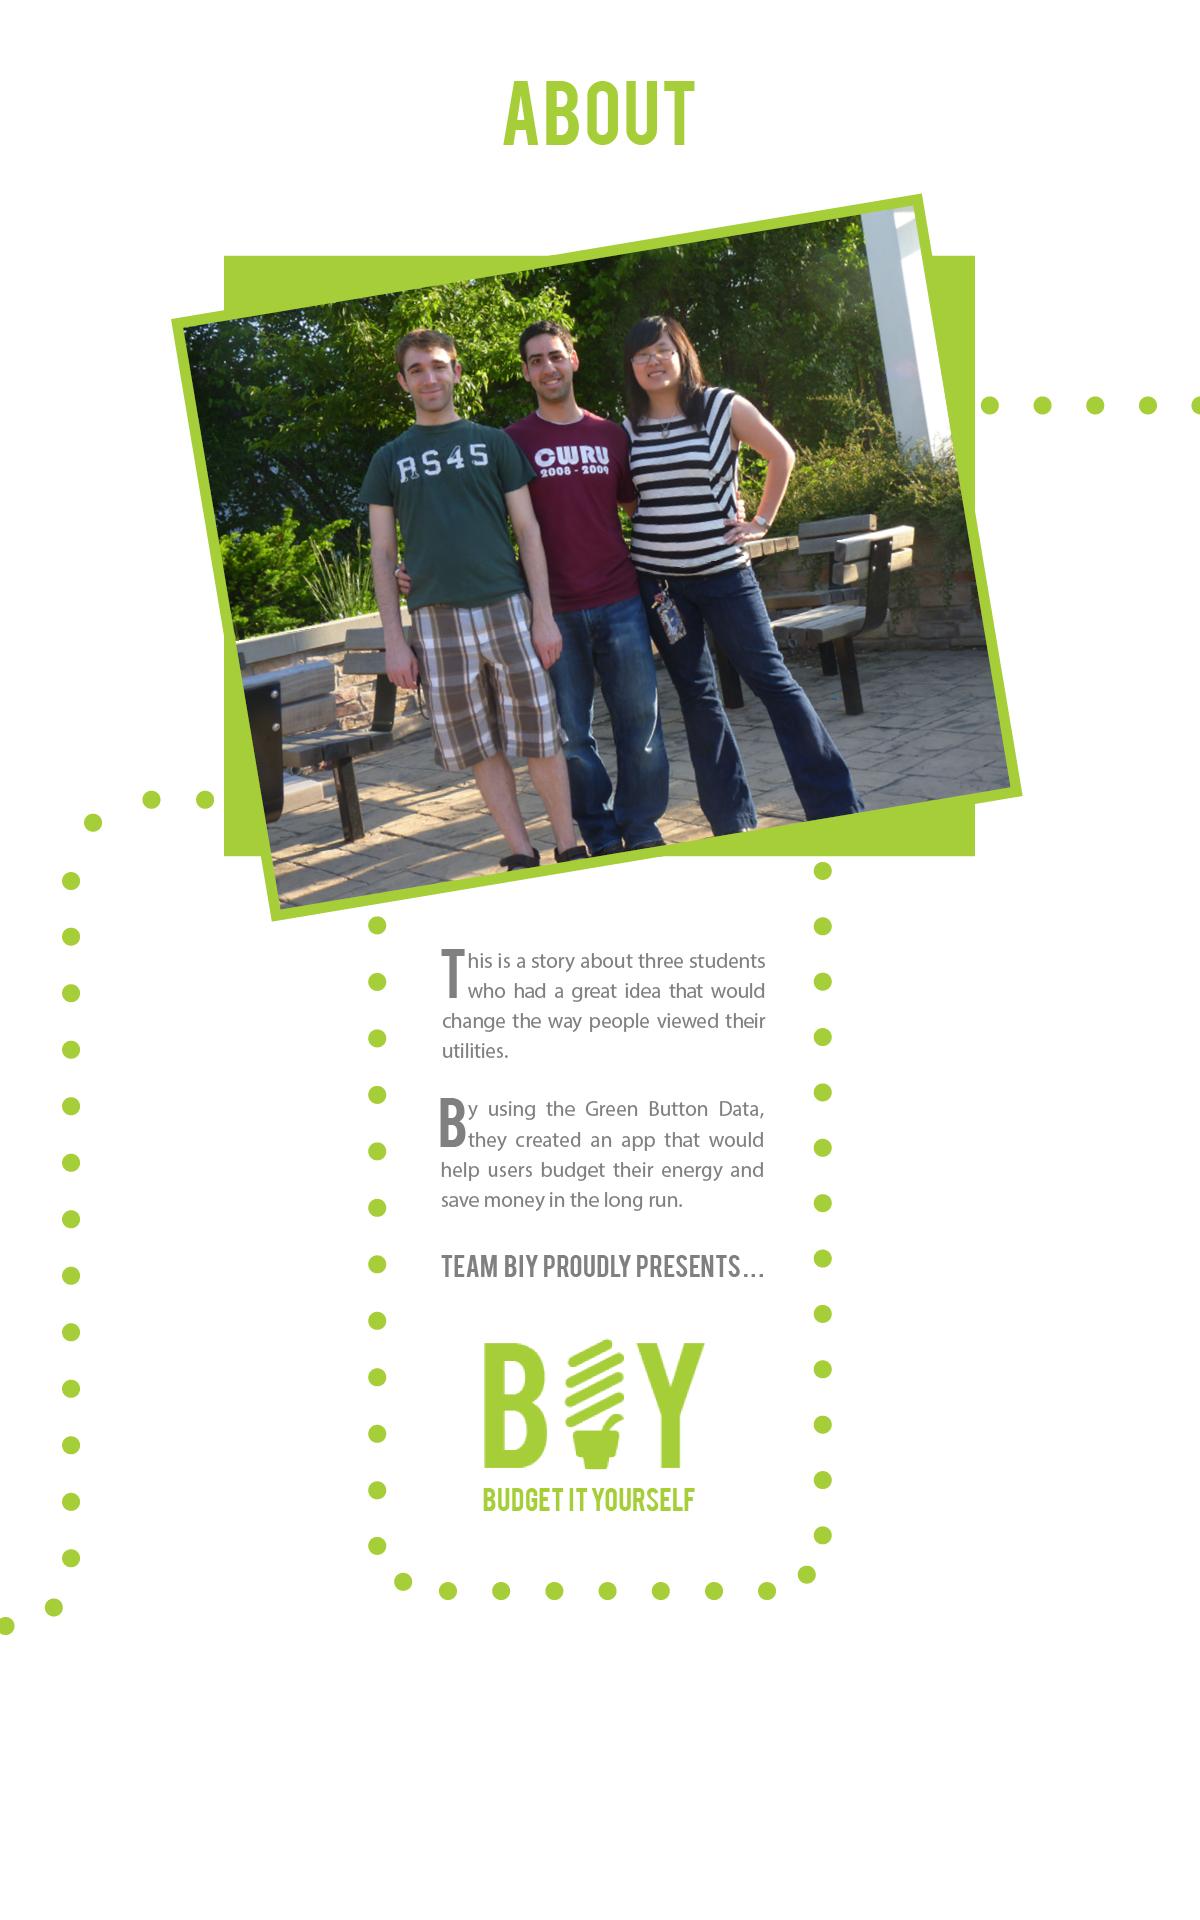 ABOUT
RS45
CWRU
2008 - 2009
This is a story about three students
who had a great idea that would
change the way people viewed their
utilities.
By using the Green Button Data,
they created an app that would
help users budget their energy and
save money in the long run.
TEAM BIY PROUDLY PRESENTS...
BIY
BUDGET IT YOURSELF